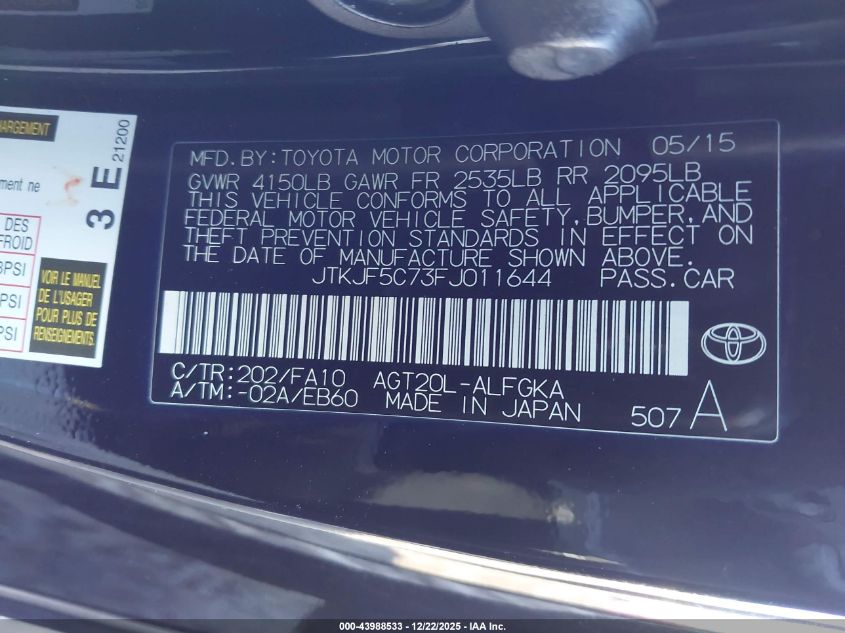 HARGEMENT
ement ne
3 E
21200
DES
FROID
PSI
PSI
PSI
VOIR LE MANUEL
DE L'USAGER
POUR PLUS DE
RENSEIGNEMENTS.
MFD.BY:TOYOTA MOTOR CORPORATION 05/15
GVWR 4150LB GAWR FR 2535LB RR 2095LB
THIS VEHICLE CONFORMS TO ALL APPLICABLE
FEDERAL MOTOR VEHICLE SAFETY,BUMPER,AND
THEFT PREVENTION STANDARDS IN EFFECT ON
THE DATE OF MANUFACTURE SHOWN ABOVE.
JTKJF5C73FJ011644 PASS.CAR
C/TR:202/FA10 AGT20L-ALFGKA
A/TM:-02A/EB60 MADE IN JAPAN 507 A
000-43988533 - 12/22/2025 - IAA Inc.